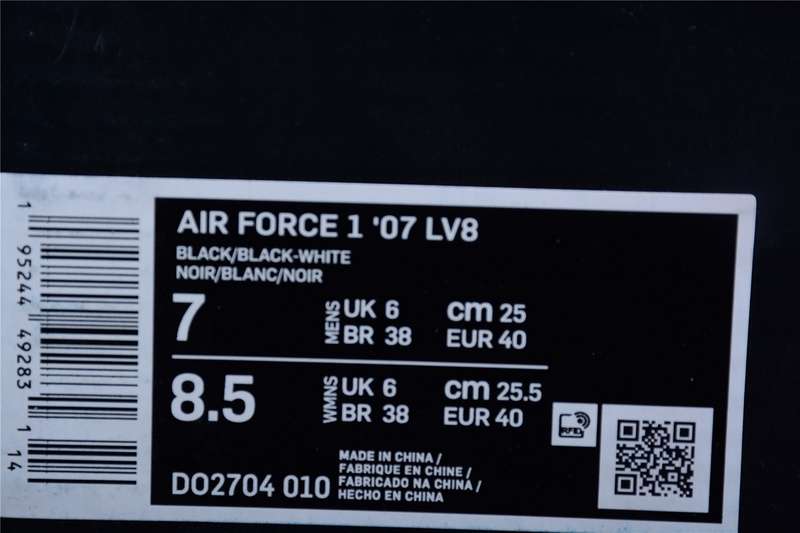 AIR FORCE 1 '07 LV8
BLACK/BLACK-WHITE
NOIR/BLANC/NOIR
7 MENS UK 6 cm 25
BR 38 EUR 40
8.5 WMNS UK 6 cm 25.5
BR 38 EUR 40
RFID
DO2704 010
MADE IN CHINA /
FABRIQUE EN CHINE /
FABRICADO NA CHINA /
HECHO EN CHINA
1 95244 49283 1 14